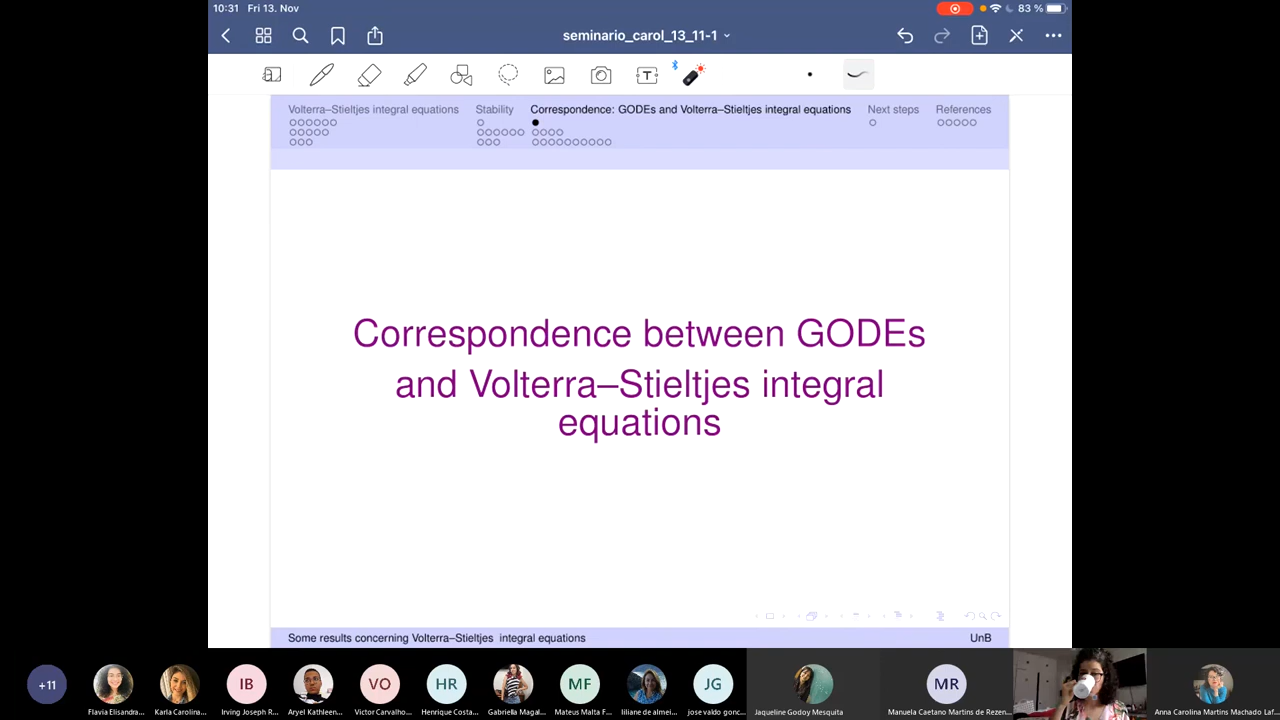 10:31 Fri 13. Nov
83 %
seminario_carol_13_11-1
T
Volterra–Stieltjes integral equations Stability Correspondence: GODEs and Volterra–Stieltjes integral equations Next steps References
Correspondence between GODEs
and Volterra–Stieltjes integral
equations
Some results concerning Volterra–Stieltjes integral equations UnB
+11 IB VO HR MF JG MR
Flavia Elisandra... Karla Carolina... Irving Joseph R... Aryel Kathleen... Victor Carvalho... Henrique Costa... Gabriella Magal... Mateus Malta F... liliane de almei... jose valdo gonc... Jaqueline Godoy Mesquita Manuela Caetano Martins de Rezen... Anna Carolina Martins Machado Laf...